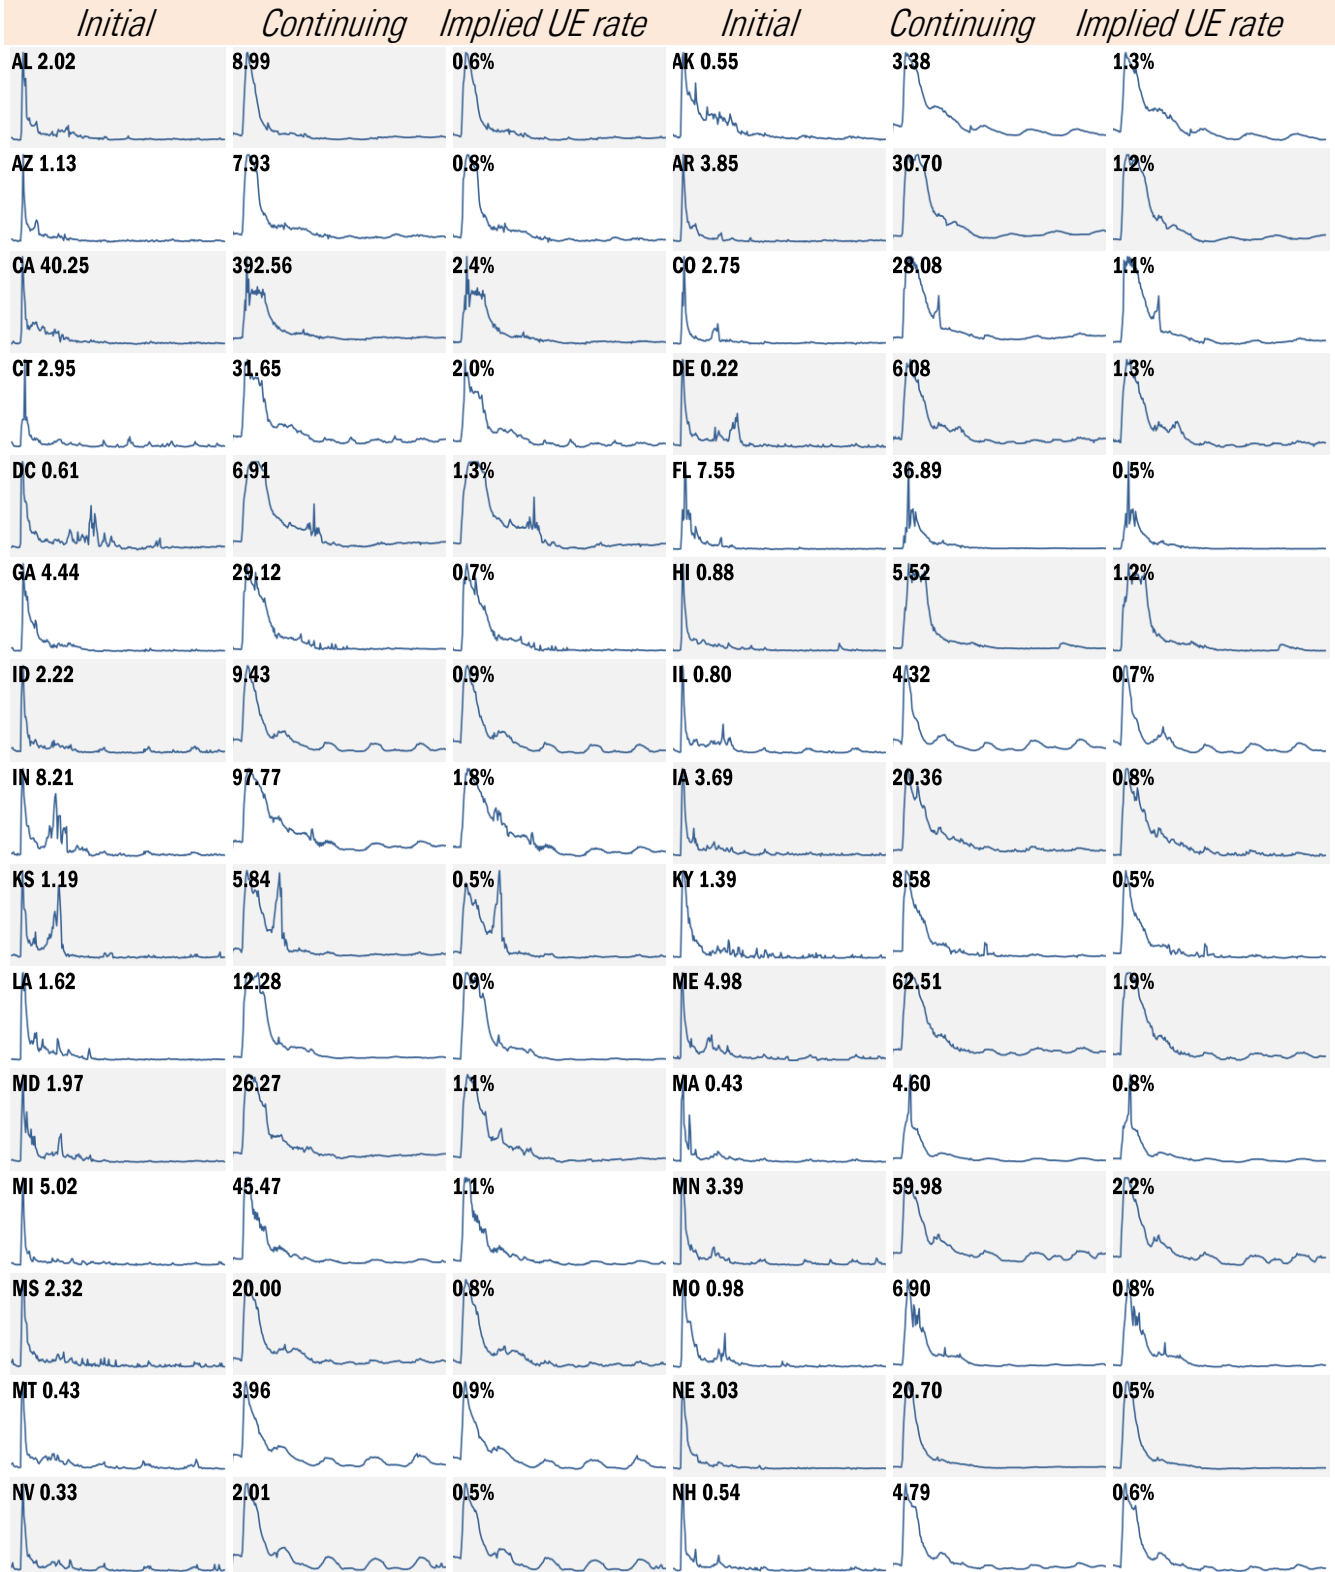 Initial Continuing Implied UE rate Initial Continuing Implied UE rate
AL 2.02 8.99 0.6% AK 0.55 3.38 1.3%
AZ 1.13 7.93 0.8% AR 3.85 30.70 1.2%
CA 40.25 392.56 2.4% CO 2.75 28.08 1.1%
CT 2.95 31.65 2.0% DE 0.22 6.08 1.3%
DC 0.61 6.91 1.3% FL 7.55 36.89 0.5%
GA 4.44 29.12 0.7% HI 0.88 5.52 1.2%
ID 2.22 9.43 0.9% IL 0.80 4.32 0.7%
IN 8.21 97.77 1.8% IA 3.69 20.36 0.8%
KS 1.19 5.84 0.5% KY 1.39 8.58 0.5%
LA 1.62 12.28 0.9% ME 4.98 62.51 1.9%
MD 1.97 26.27 1.1% MA 0.43 4.60 0.8%
MI 5.02 45.47 1.1% MN 3.39 59.98 2.2%
MS 2.32 20.00 0.8% MO 0.98 6.90 0.8%
MT 0.43 3.96 0.9% NE 3.03 20.70 0.5%
NV 0.33 2.01 0.5% NH 0.54 4.79 0.6%